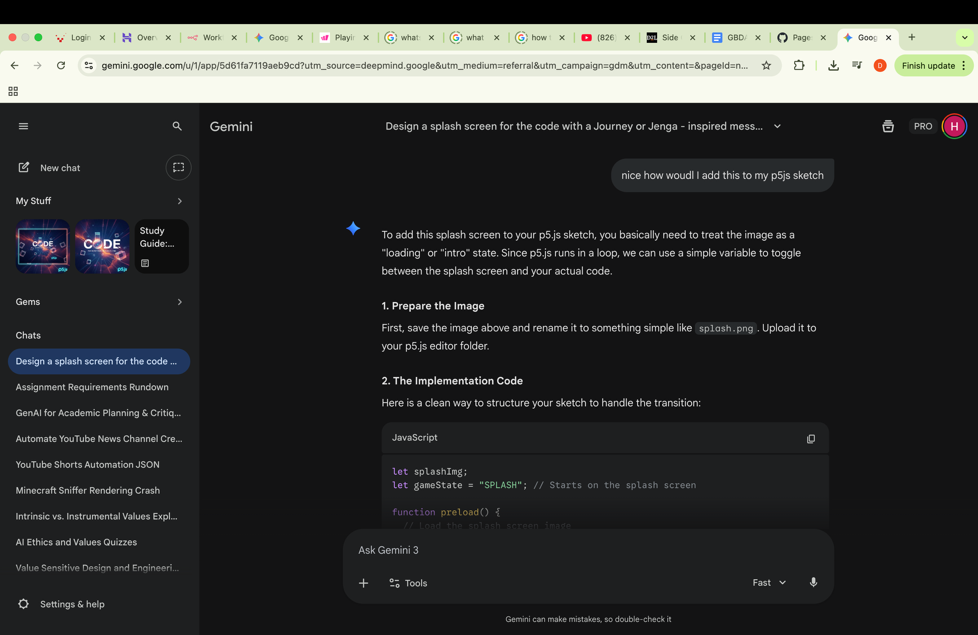 Login
Over
Work
Goog
Playin
whats
what
how t
(826)
Side
GBDA
Pages
Goog
gemini.google.com/u/1/app/5d61fa7119aeb9cd?utm_source=deepmind.google&utm_medium=referral&utm_campaign=gdm&utm_content=&pageId=n...
D
Finish update
Gemini
Design a splash screen for the code with a Journey or Jenga - inspired mess...
PRO
H
New chat
My Stuff
CODE
p5js
CODE
p5js
Study
Guide:...
Gems
Chats
Design a splash screen for the code ...
Assignment Requirements Rundown
GenAI for Academic Planning & Critiq...
Automate YouTube News Channel Cre...
YouTube Shorts Automation JSON
Minecraft Sniffer Rendering Crash
Intrinsic vs. Instrumental Values Expl...
AI Ethics and Values Quizzes
Value Sensitive Design and Engineeri...
Settings & help
nice how woudl I add this to my p5js sketch
To add this splash screen to your p5.js sketch, you basically need to treat the image as a
"loading" or "intro" state. Since p5.js runs in a loop, we can use a simple variable to toggle
between the splash screen and your actual code.
1. Prepare the Image
First, save the image above and rename it to something simple like splash.png. Upload it to
your p5.js editor folder.
2. The Implementation Code
Here is a clean way to structure your sketch to handle the transition:
JavaScript
let splashImg;
let gameState = "SPLASH"; // Starts on the splash screen
function preload() {
// Load the splash screen image
Ask Gemini 3
Tools
Fast
Gemini can make mistakes, so double-check it